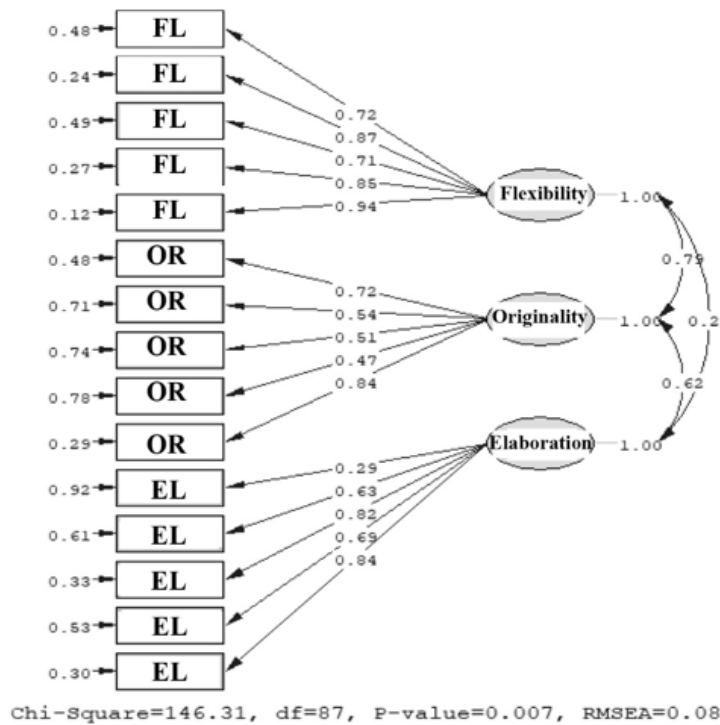 0.48 FL
0.24 FL
0.49 FL
0.27 FL
0.12 FL
0.48 OR
0.71 OR
0.74 OR
0.78 OR
0.29 OR
0.92 EL
0.61 EL
0.33 EL
0.53 EL
0.30 EL
0.72
0.87
0.71
0.85
0.94
Flexibility 1.00
0.72
0.54
0.51
0.47
0.84
Originality 1.00
0.29
0.63
0.82
0.69
0.84
Elaboration 1.00
0.79
0.2
0.62
Chi-Square=146.31, df=87, P-value=0.007, RMSEA=0.08